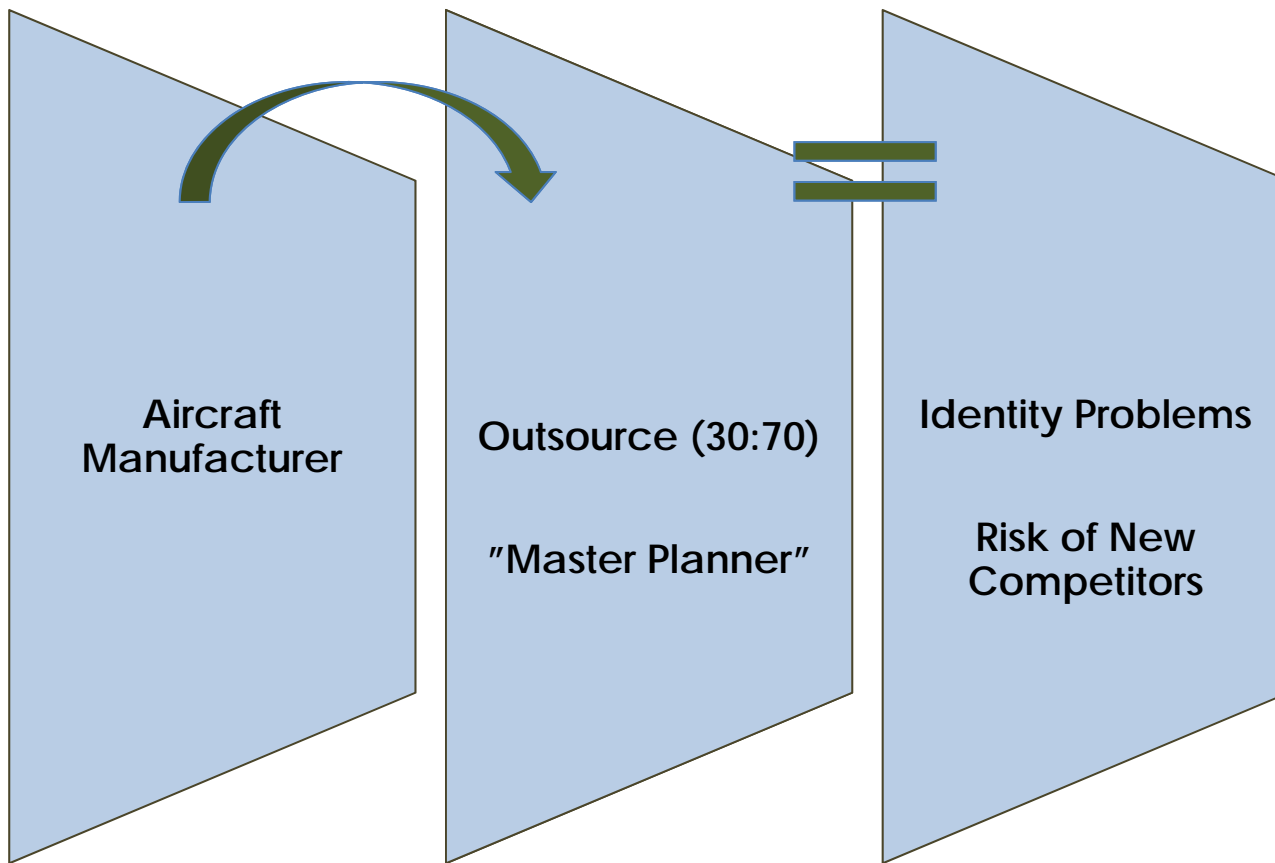 Aircraft
Manufacturer
Outsource (30:70)
”Master Planner”
Identity Problems
Risk of New
Competitors